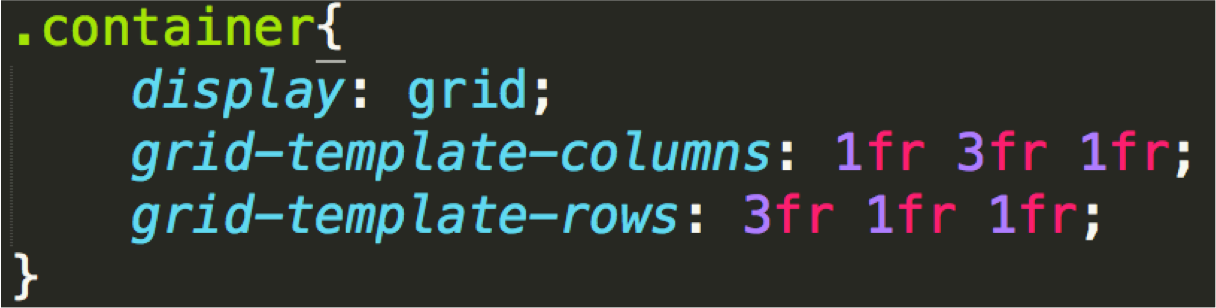 .container{
    display: grid;
    grid-template-columns: 1fr 3fr 1fr;
    grid-template-rows: 3fr 1fr 1fr;
}